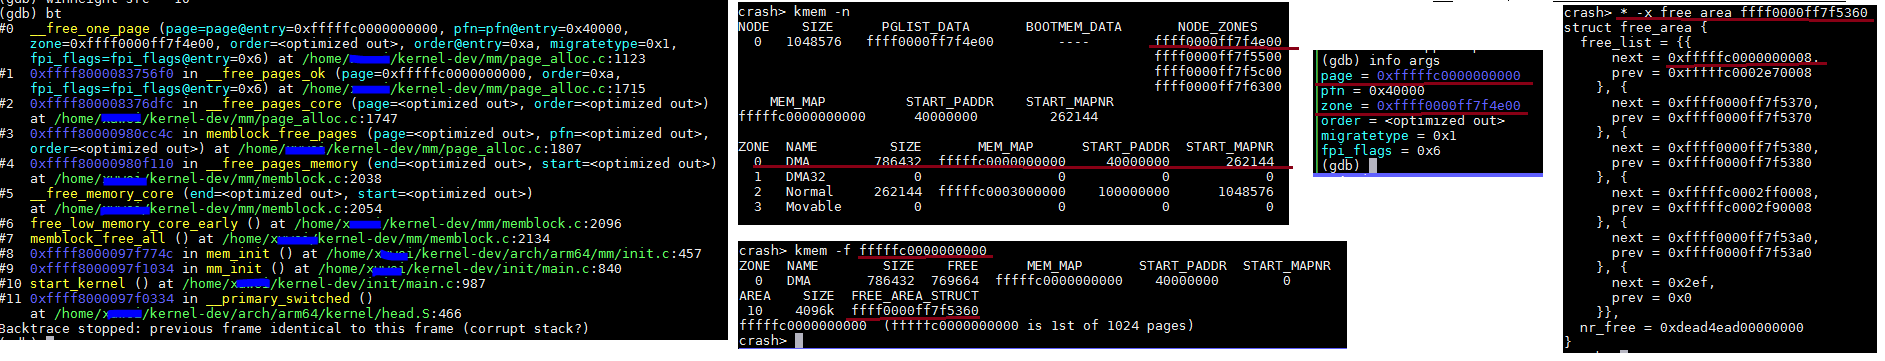 (gdb) bt
#0  __free_one_page (page=page@entry=0xfffffc0000000000, pfn=pfn@entry=0x40000,
    zone=0xffff0000ff7f4e00, order=<optimized out>, order@entry=0xa, migratetype=0x1,
    fpi_flags=fpi_flags@entry=0x6) at /home/ /kernel-dev/mm/page_alloc.c:1123
#1  0xffff8000083756f0 in __free_pages_ok (page=0xfffffc0000000000, order=0xa,
    fpi_flags=fpi_flags@entry=0x6) at /home/ /kernel-dev/mm/page_alloc.c:1715
#2  0xffff800008376dfc in __free_pages_core (page=<optimized out>, order=<optimized out>)
    at /home/ /kernel-dev/mm/page_alloc.c:1747
#3  0xffff80000980cc4c in memblock_free_pages (page=<optimized out>, pfn=<optimized out>,
    order=<optimized out>) at /home/ /kernel-dev/mm/page_alloc.c:1807
#4  0xffff80000980f110 in __free_pages_memory (end=<optimized out>, start=<optimized out>)
    at /home/ /kernel-dev/mm/memblock.c:2038
#5  __free_memory_core (end=<optimized out>, start=<optimized out>)
    at /home/ /kernel-dev/mm/memblock.c:2054
#6  free_low_memory_core_early () at /home/ /kernel-dev/mm/memblock.c:2096
#7  memblock_free_all () at /home/ /kernel-dev/mm/memblock.c:2134
#8  0xffff8000097f774c in mem_init () at /home/ /kernel-dev/arch/arm64/mm/init.c:457
#9  0xffff8000097f1034 in mm_init () at /home/ /kernel-dev/init/main.c:840
#10 start_kernel () at /home/ /kernel-dev/init/main.c:987
#11 0xffff8000097f0334 in __primary_switched ()
    at /home/ /kernel-dev/arch/arm64/kernel/head.S:466
Backtrace stopped: previous frame identical to this frame (corrupt stack?)
crash> kmem -n
NODE    SIZE      PGLIST_DATA       BOOTMEM_DATA       NODE_ZONES
  0   1048576  ffff0000ff7f4e00        ----         ffff0000ff7f4e00
ffff0000ff7f5500
ffff0000ff7f5c00
ffff0000ff7f6300
    MEM_MAP            START_PADDR    START_MAPNR
fffffc0000000000         40000000       262144
ZONE  NAME         SIZE       MEM_MAP      START_PADDR  START_MAPNR
  0   DMA        786432  fffffc0000000000     40000000       262144
  1   DMA32           0                 0            0            0
  2   Normal     262144  fffffc0003000000    100000000      1048576
  3   Movable         0                 0            0            0
crash> kmem -f fffffc0000000000
ZONE  NAME        SIZE    FREE      MEM_MAP       START_PADDR  START_MAPNR
  0   DMA       786432  769664  fffffc0000000000     40000000            0
AREA    SIZE  FREE_AREA_STRUCT
 10    4096k  ffff0000ff7f5360
fffffc0000000000  (fffffc0000000000 is 1st of 1024 pages)
crash>
(gdb) info args
page = 0xfffffc0000000000
pfn = 0x40000
zone = 0xffff0000ff7f4e00
order = <optimized out>
migratetype = 0x1
fpi_flags = 0x6
(gdb)
crash> * -x free_area ffff0000ff7f5360
struct free_area {
  free_list = {{
      next = 0xfffffc0000000008,
      prev = 0xfffffc0002e70008
    }, {
      next = 0xffff0000ff7f5370,
      prev = 0xffff0000ff7f5370
    }, {
      next = 0xffff0000ff7f5380,
      prev = 0xffff0000ff7f5380
    }, {
      next = 0xfffffc0002ff0008,
      prev = 0xfffffc0002f90008
    }, {
      next = 0xffff0000ff7f53a0,
      prev = 0xffff0000ff7f53a0
    }, {
      next = 0x2ef,
      prev = 0x0
    }},
  nr_free = 0xdead4ead00000000
}